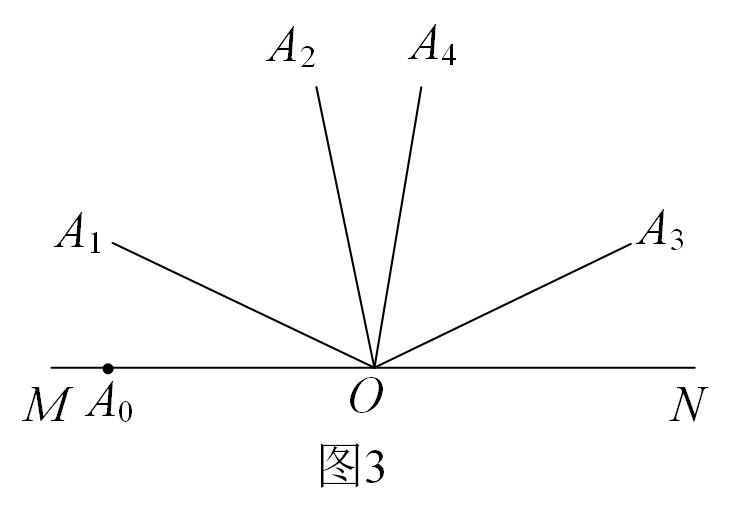 A₂ A₄
A₁ A₃
M A₀ O N
图3